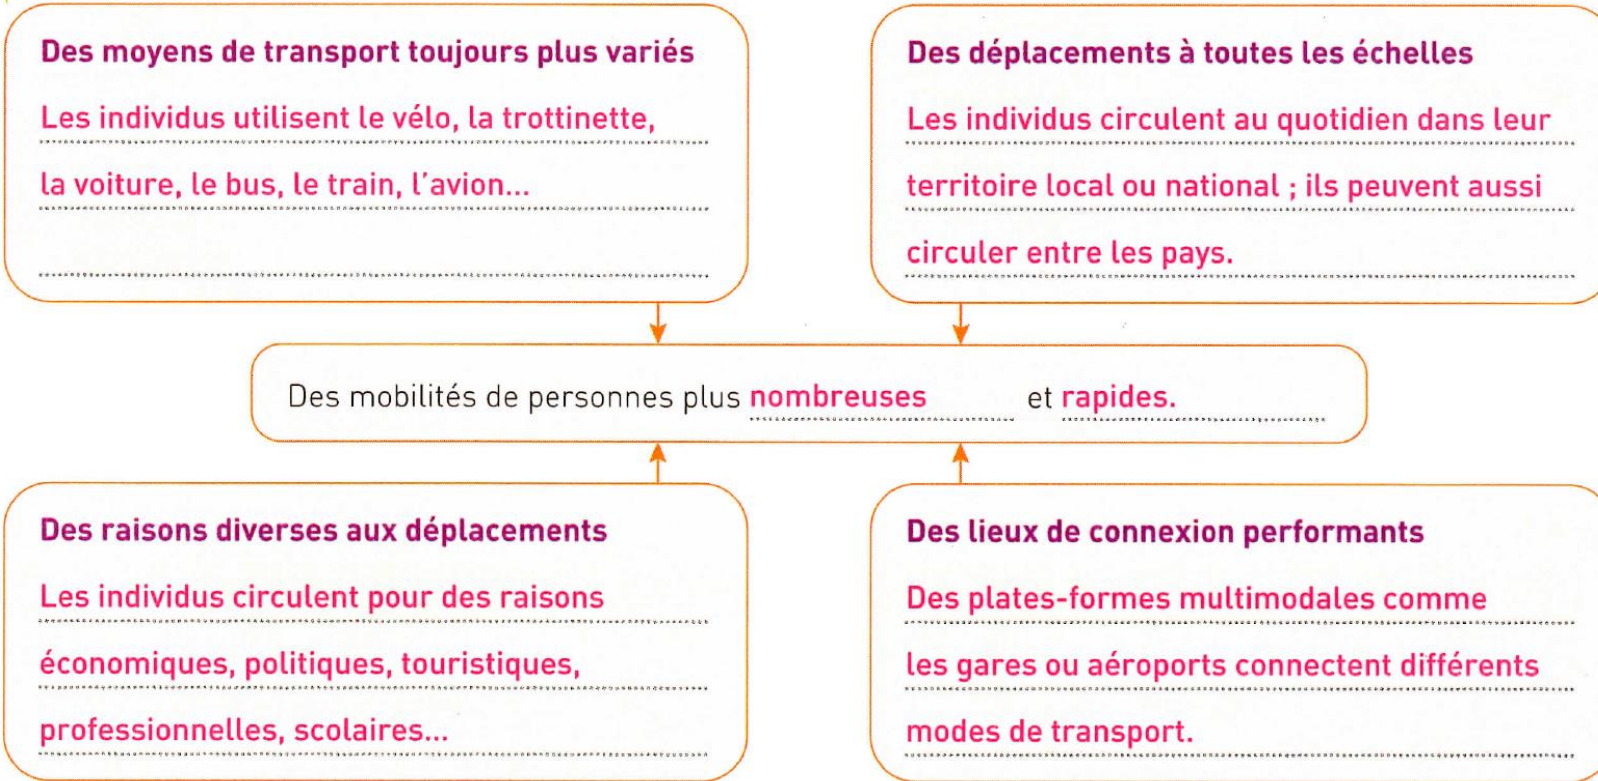 Des moyens de transport toujours plus variés
Les individus utilisent le vélo, la trottinette,
la voiture, le bus, le train, l'avion...
Des déplacements à toutes les échelles
Les individus circulent au quotidien dans leur
territoire local ou national ; ils peuvent aussi
circuler entre les pays.
Des mobilités de personnes plus nombreuses et rapides.
Des raisons diverses aux déplacements
Les individus circulent pour des raisons
économiques, politiques, touristiques,
professionnelles, scolaires...
Des lieux de connexion performants
Des plates-formes multimodales comme
les gares ou aéroports connectent différents
modes de transport.